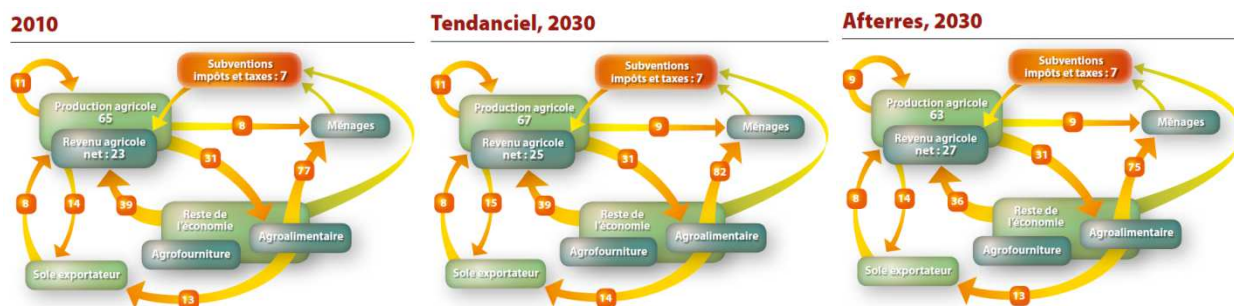 2010
Subventions
impôts et taxes : 7
11
Production agricole
65
8
Ménages
Revenu agricole
net : 23
31
77
8
14
39
Reste de
l'économie
Agroalimentaire
Agrofourniture
Sole exportateur
13
Tendanciel, 2030
Subventions
impôts et taxes : 7
11
Production agricole
67
9
Ménages
Revenu agricole
net : 25
31
82
8
15
39
Reste de
l'économie
Agroalimentaire
Agrofourniture
Sole exportateur
14
Afterres, 2030
Subventions
impôts et taxes : 7
9
Production agricole
63
9
Ménages
Revenu agricole
net : 27
31
75
8
14
36
Reste de
l'économie
Agroalimentaire
Agrofourniture
Sole exportateur
13